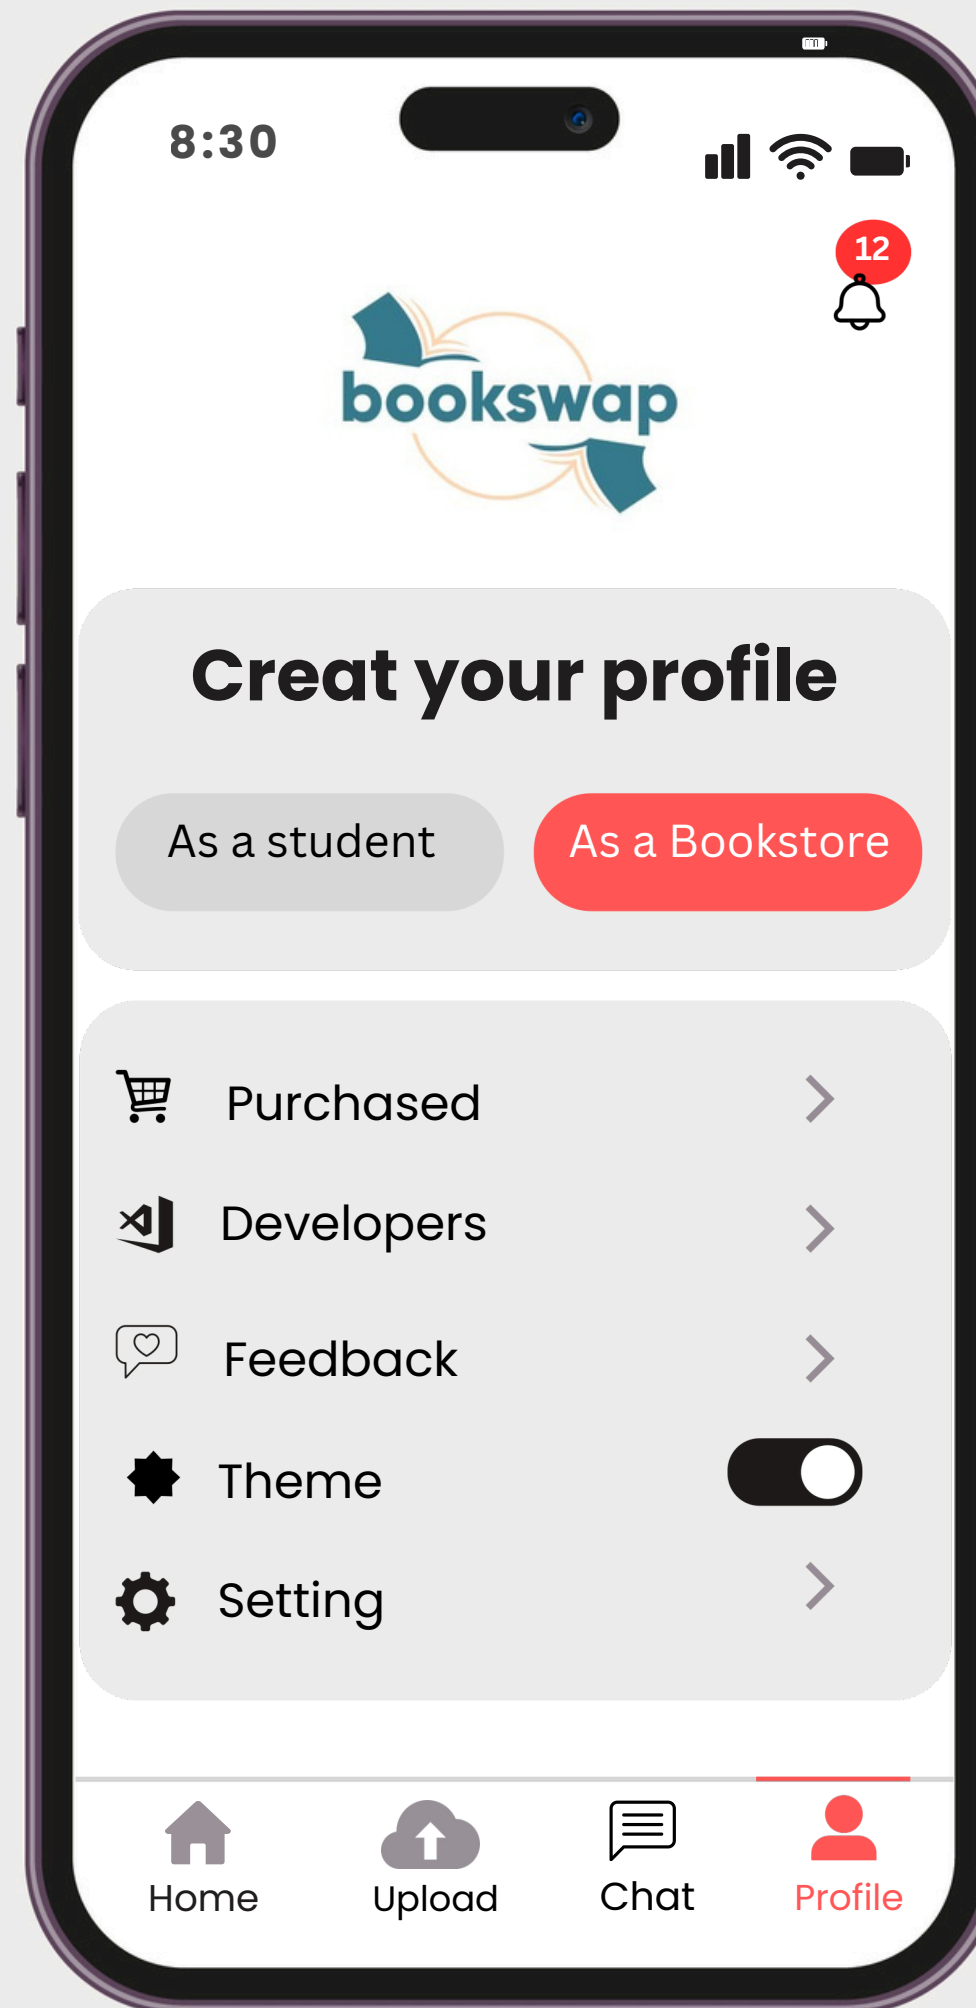 8:30
12
bookswap
Creat your profile
As a student
As a Bookstore
Purchased
Developers
Feedback
Theme
Setting
Home
Upload
Chat
Profile